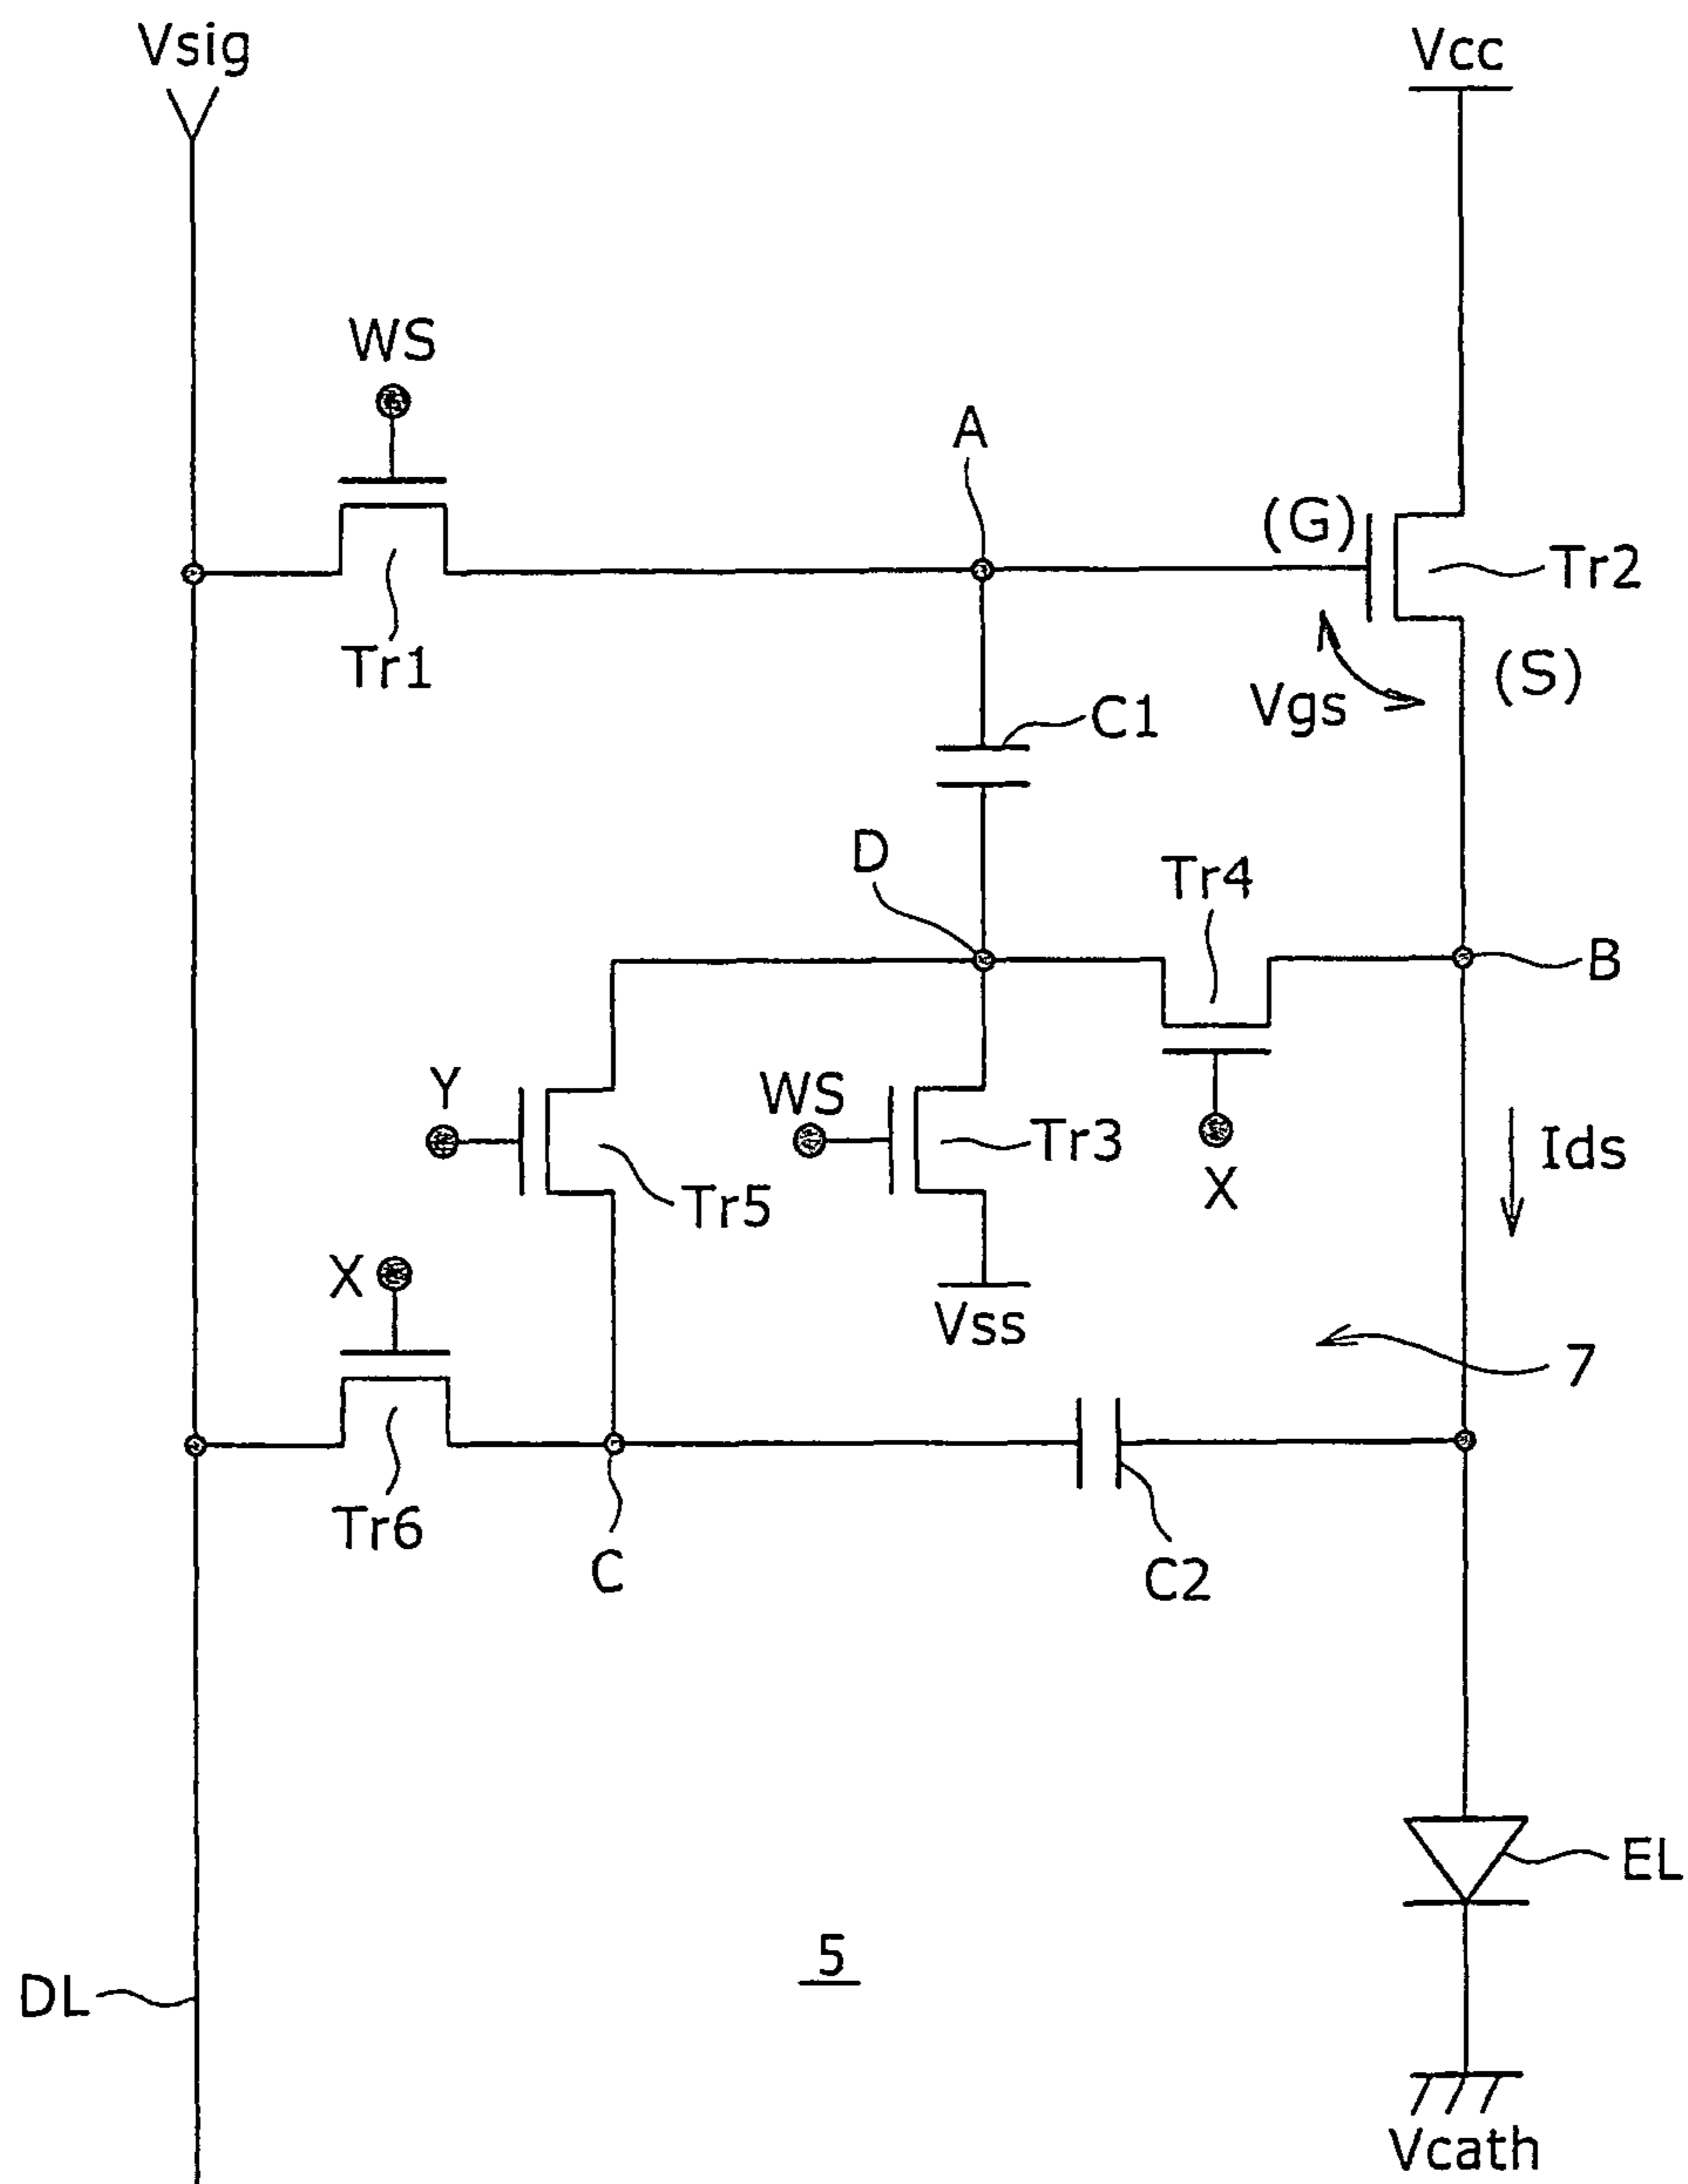 Vsig
Vcc
WS
A
(G)
Tr2
Tr1
(S)
Vgs
C1
D
Tr4
B
Y
WS
Tr3
Ids
X
Tr5
X
Vss
7
Tr6
C
C2
EL
5
DL
Vcath